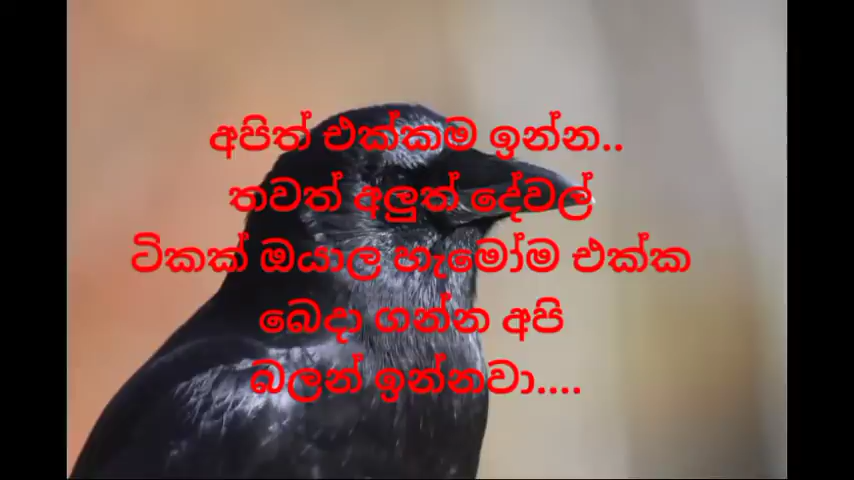 අපිත් එක්කම ඉන්න..
තවත් අලුත් දේවල්
ටිකක් ඔයාල හැමෝම එක්ක
බෙදා ගන්න අපි
බලන් ඉන්නවා....